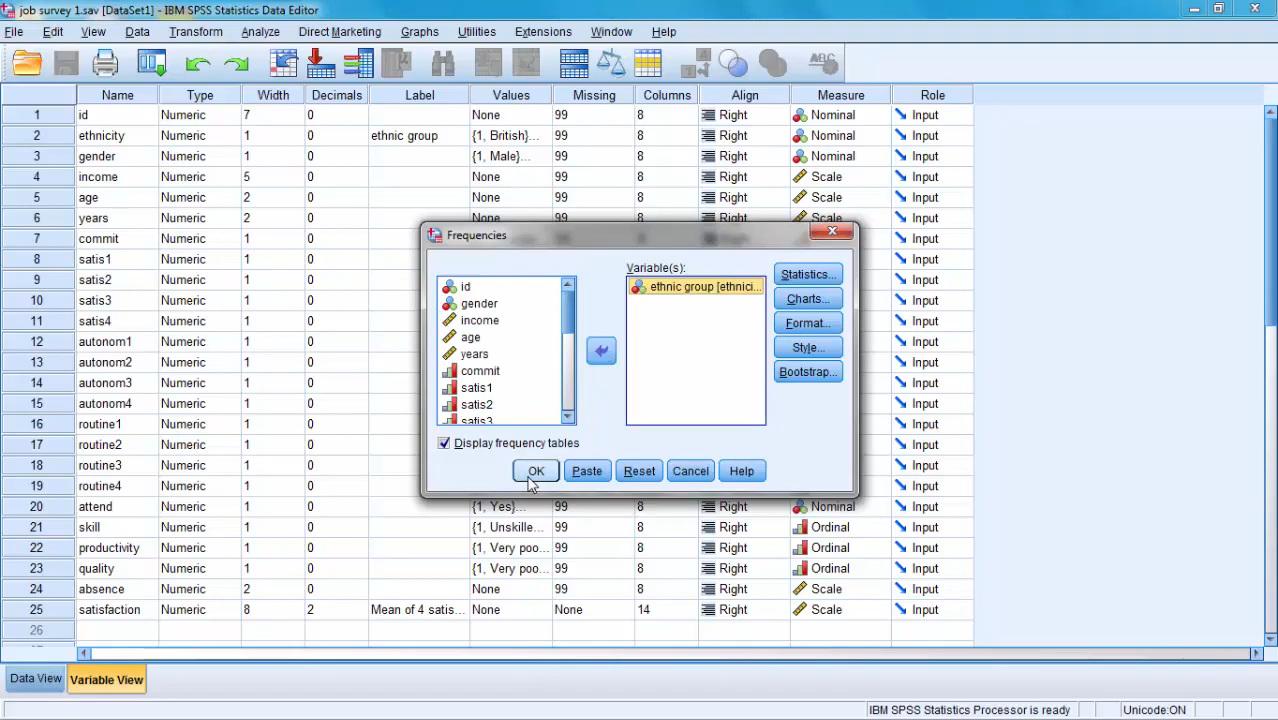 job survey 1.sav [DataSet1] - IBM SPSS Statistics Data Editor
File Edit View Data Transform Analyze Direct Marketing Graphs Utilities Extensions Window Help
Name Type Width Decimals Label Values Missing Columns Align Measure Role
1 id Numeric 7 0 None 99 8 Right Nominal Input
2 ethnicity Numeric 1 0 ethnic group {1, British}... 99 8 Right Nominal Input
3 gender Numeric 1 0 {1, Male}... 99 8 Right Nominal Input
4 income Numeric 5 0 None 99 8 Right Scale Input
5 age Numeric 2 0 None 99 8 Right Scale Input
6 years Numeric 2 0 None 99 8 Right Scale Input
7 commit Numeric 1 0 Input
8 satis1 Numeric 1 0 Input
9 satis2 Numeric 1 0 Input
10 satis3 Numeric 1 0 Input
11 satis4 Numeric 1 0 Input
12 autonom1 Numeric 1 0 Input
13 autonom2 Numeric 1 0 Input
14 autonom3 Numeric 1 0 Input
15 autonom4 Numeric 1 0 Input
16 routine1 Numeric 1 0 Input
17 routine2 Numeric 1 0 Input
18 routine3 Numeric 1 0 Input
19 routine4 Numeric 1 0 Input
20 attend Numeric 1 0 {1, Yes}... 99 8 Right Nominal Input
21 skill Numeric 1 0 {1, Unskille... 99 8 Right Ordinal Input
22 productivity Numeric 1 0 {1, Very poo... 99 8 Right Ordinal Input
23 quality Numeric 1 0 {1, Very poo... 99 8 Right Ordinal Input
24 absence Numeric 2 0 None 99 8 Right Scale Input
25 satisfaction Numeric 8 2 Mean of 4 satis... None None 14 Right Scale Input
26
Frequencies
Variable(s):
id
gender
income
age
years
commit
satis1
satis2
satis3
ethnic group [ethnici...
Statistics...
Charts...
Format...
Style...
Bootstrap...
Display frequency tables
OK Paste Reset Cancel Help
Data View Variable View
IBM SPSS Statistics Processor is ready Unicode:ON